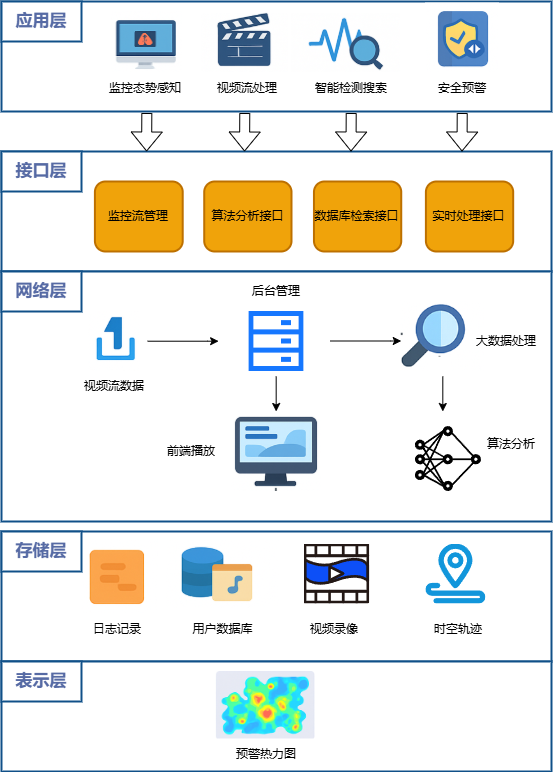 应用层
监控态势感知
视频流处理
智能检测搜索
安全预警
接口层
监控流管理
算法分析接口
数据库检索接口
实时处理接口
网络层
后台管理
视频流数据
大数据处理
前端播放
算法分析
存储层
日志记录
用户数据库
视频录像
时空轨迹
表示层
预警热力图